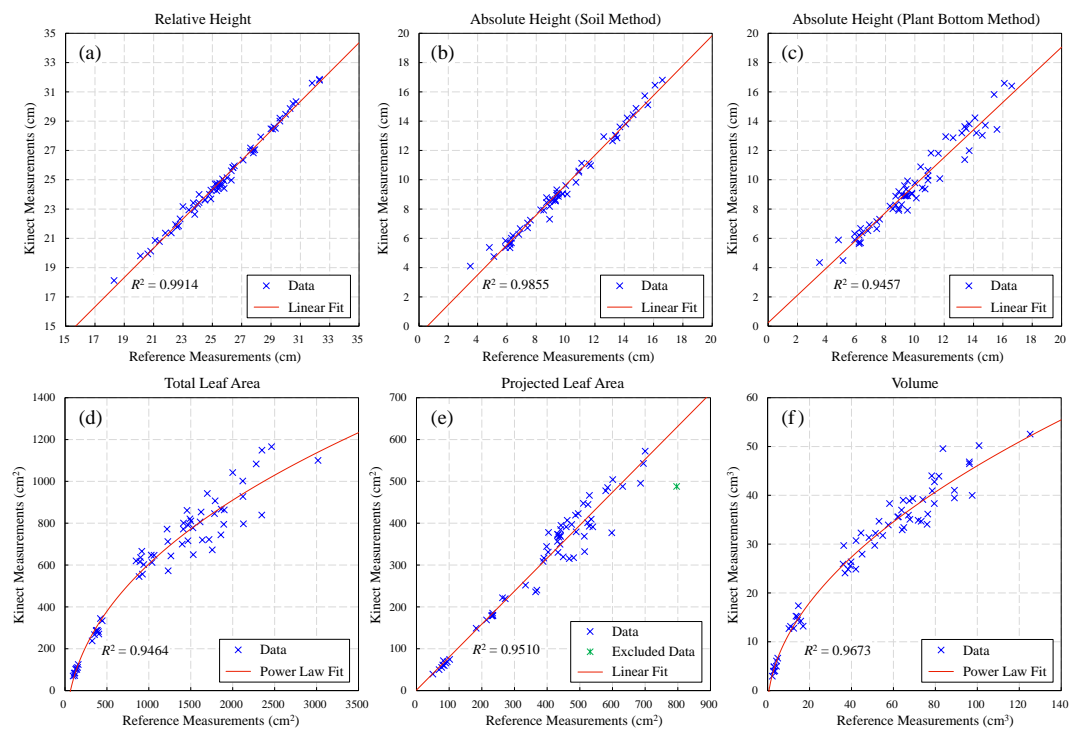 Relative Height
(a)
35
33
31
29
27
25
23
21
19
17
15
Kinect Measurements (cm)
R² = 0.9914
Data
Linear Fit
15 17 19 21 23 25 27 29 31 33 35
Reference Measurements (cm)
Absolute Height (Soil Method)
(b)
20
18
16
14
12
10
8
6
4
2
0
Kinect Measurements (cm)
R² = 0.9855
Data
Linear Fit
0 2 4 6 8 10 12 14 16 18 20
Reference Measurements (cm)
Absolute Height (Plant Bottom Method)
(c)
20
18
16
14
12
10
8
6
4
2
0
Kinect Measurements (cm)
R² = 0.9457
Data
Linear Fit
0 2 4 6 8 10 12 14 16 18 20
Reference Measurements (cm)
Total Leaf Area
(d)
1400
1200
1000
800
600
400
200
0
Kinect Measurements (cm²)
R² = 0.9464
Data
Power Law Fit
0 500 1000 1500 2000 2500 3000 3500
Reference Measurements (cm²)
Projected Leaf Area
(e)
700
600
500
400
300
200
100
0
Kinect Measurements (cm²)
R² = 0.9510
Data
Excluded Data
Linear Fit
0 100 200 300 400 500 600 700 800 900
Reference Measurements (cm²)
Volume
(f)
60
50
40
30
20
10
0
Kinect Measurements (cm³)
R² = 0.9673
Data
Power Law Fit
0 20 40 60 80 100 120 140
Reference Measurements (cm³)